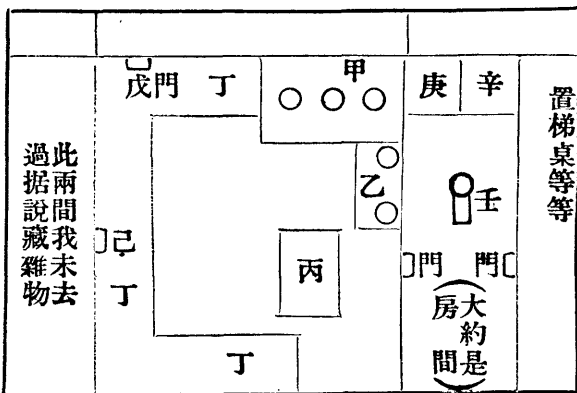 置梯桌等等
辛
庚
壬
門
門
（大約是
房間）
甲
乙
丙
丁
戊門
己
丁
丁
此兩間我未去
過据說藏雜物